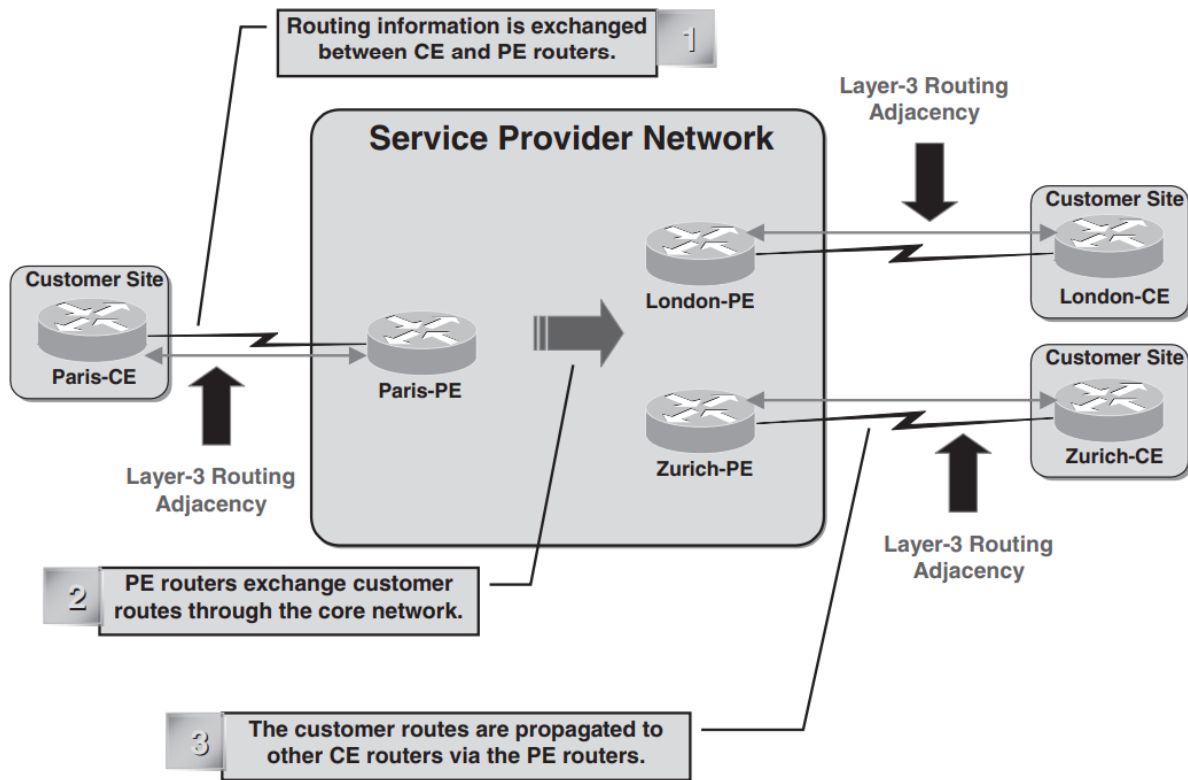 Routing information is exchanged
between CE and PE routers.
1
Layer-3 Routing
Adjacency
Service Provider Network
Customer Site
London-PE
London-CE
Customer Site
Paris-CE
Paris-PE
Customer Site
Zurich-PE
Zurich-CE
Layer-3 Routing
Adjacency
Layer-3 Routing
Adjacency
2
PE routers exchange customer
routes through the core network.
3
The customer routes are propagated to
other CE routers via the PE routers.